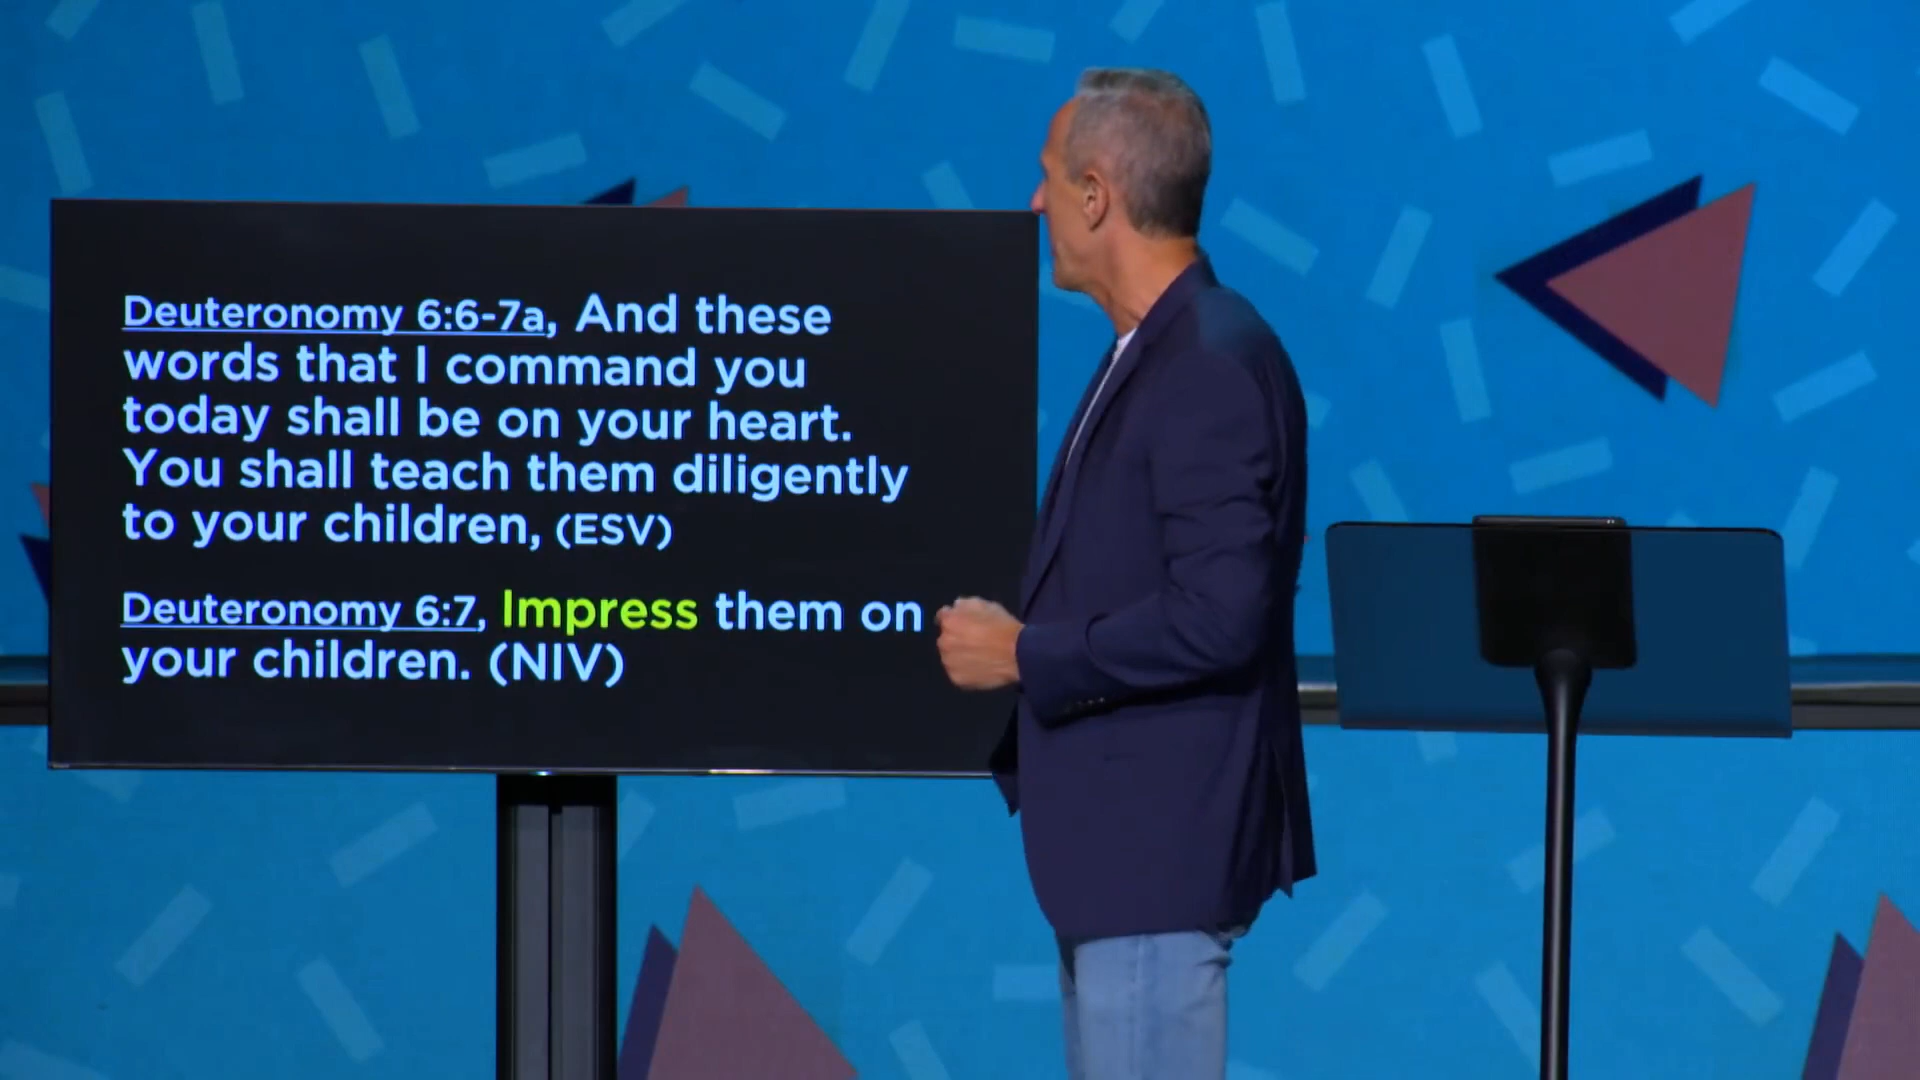 Deuteronomy 6:6-7a, And these
words that I command you
today shall be on your heart.
You shall teach them diligently
to your children, (ESV)
Deuteronomy 6:7, Impress them on
your children. (NIV)